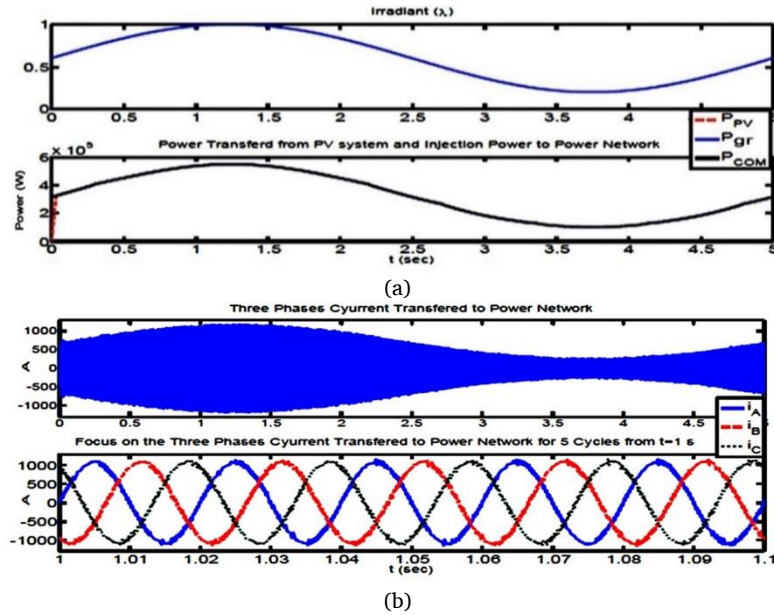 Irradiant (λ)
1
0.5
0
0 0.5 1 1.5 2 2.5 3 3.5 4 4.5 5
P_PV
P_gr
P_COM
× 10⁵ Power Transferd from PV system and Injection Power to Power Network
Power (W)
6
4
2
0
0 0.5 1 1.5 2 2.5 3 3.5 4 4.5 5
t (sec)
(a)
Three Phases Cyurrent Transfered to Power Network
A
1000
500
0
-500
-1000
0 0.5 1 1.5 2 2.5 3 3.5 4 4.5
i_A
i_B
i_C
Focus on the Three Phases Cyurrent Transfered to Power Network for 5 Cycles from t=1 s
A
1000
500
0
-500
-1000
1 1.01 1.02 1.03 1.04 1.05 1.06 1.07 1.08 1.09 1.1
t (sec)
(b)